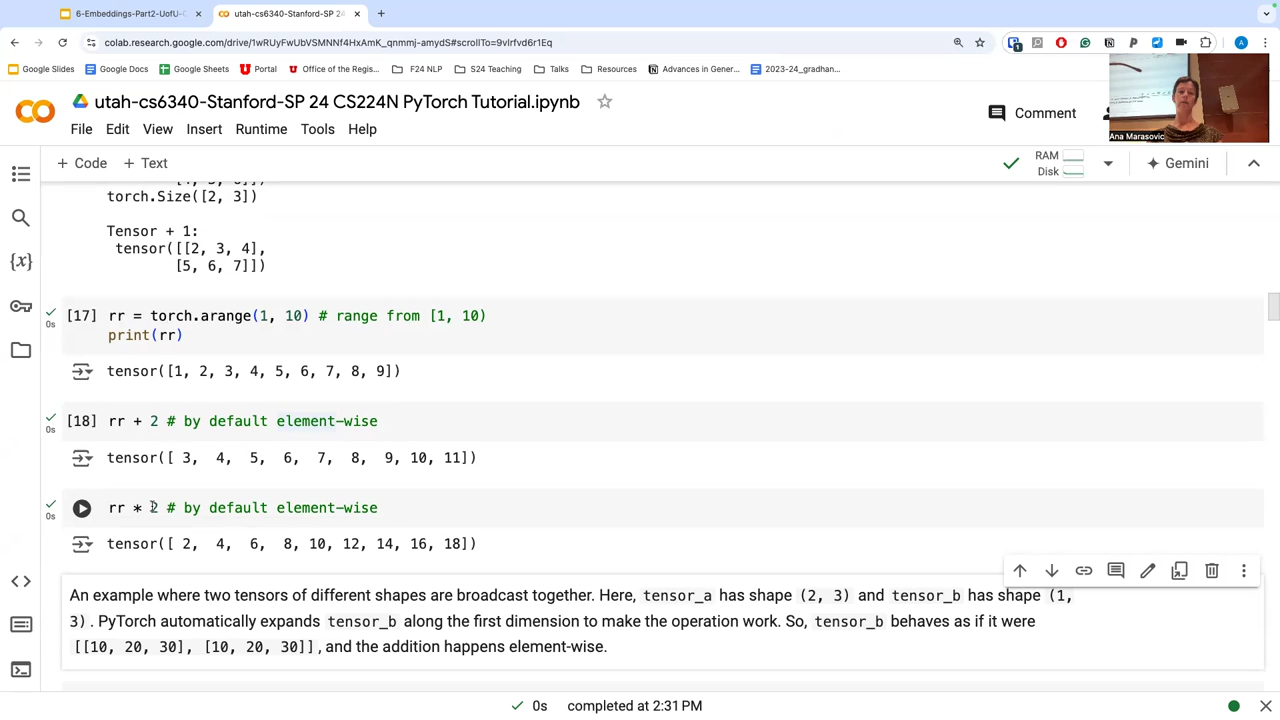 6-Embeddings-Part2-UofU-C
utah-cs6340-Stanford-SP 24
colab.research.google.com/drive/1wRUyFwUbVSMNNf4HxAmK_qnmmj-amydS#scrollTo=9vlrfvd6r1Eq
Google Slides
Google Docs
Google Sheets
Portal
Office of the Regis...
F24 NLP
S24 Teaching
Talks
Resources
Advances in Gener...
2023-24_gradhan...
utah-cs6340-Stanford-SP 24 CS224N PyTorch Tutorial.ipynb
File Edit View Insert Runtime Tools Help
Comment
Ana Marasovic
+ Code + Text
RAM
Disk
Gemini
torch.Size([2, 3])
Tensor + 1:
tensor([[2, 3, 4],
[5, 6, 7]])
[17] rr = torch.arange(1, 10) # range from [1, 10)
0s
print(rr)
tensor([1, 2, 3, 4, 5, 6, 7, 8, 9])
[18] rr + 2 # by default element-wise
0s
tensor([ 3, 4, 5, 6, 7, 8, 9, 10, 11])
rr * 2 # by default element-wise
0s
tensor([ 2, 4, 6, 8, 10, 12, 14, 16, 18])
An example where two tensors of different shapes are broadcast together. Here, tensor_a has shape (2, 3) and tensor_b has shape (1,
3). PyTorch automatically expands tensor_b along the first dimension to make the operation work. So, tensor_b behaves as if it were
[[10, 20, 30], [10, 20, 30]], and the addition happens element-wise.
0s completed at 2:31 PM